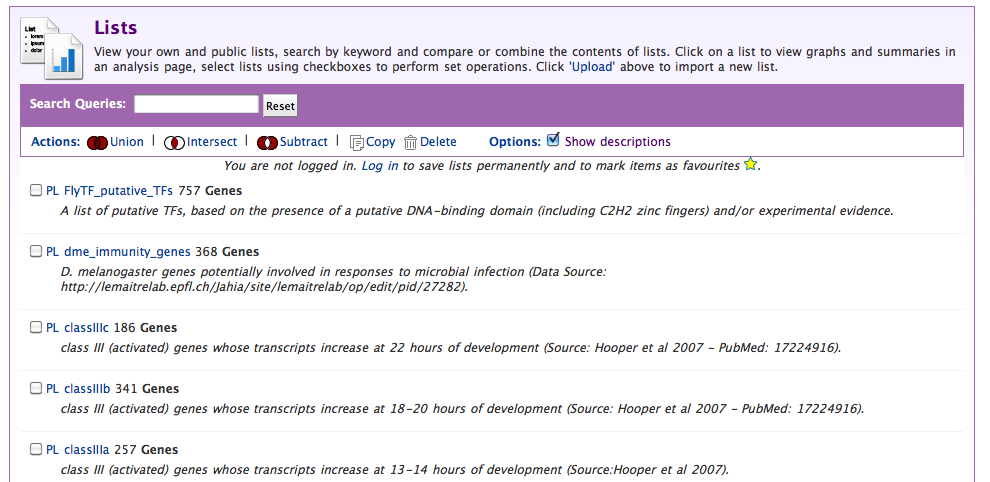 List
lorem
ipsum
dolor
Lists
View your own and public lists, search by keyword and compare or combine the contents of lists. Click on a list to view graphs and summaries in
an analysis page, select lists using checkboxes to perform set operations. Click 'Upload' above to import a new list.
Search Queries: Reset
Actions: Union | Intersect | Subtract | Copy Delete Options: Show descriptions
You are not logged in. Log in to save lists permanently and to mark items as favourites .
PL FlyTF_putative_TFs 757 Genes
A list of putative TFs, based on the presence of a putative DNA-binding domain (including C2H2 zinc fingers) and/or experimental evidence.
PL dme_immunity_genes 368 Genes
D. melanogaster genes potentially involved in responses to microbial infection (Data Source:
http://lemaitrelab.epfl.ch/Jahia/site/lemaitrelab/op/edit/pid/27282).
PL classIIIc 186 Genes
class III (activated) genes whose transcripts increase at 22 hours of development (Source: Hooper et al 2007 - PubMed: 17224916).
PL classIIIb 341 Genes
class III (activated) genes whose transcripts increase at 18-20 hours of development (Source: Hooper et al 2007 - PubMed: 17224916).
PL classIIIa 257 Genes
class III (activated) genes whose transcripts increase at 13-14 hours of development (Source:Hooper et al 2007).